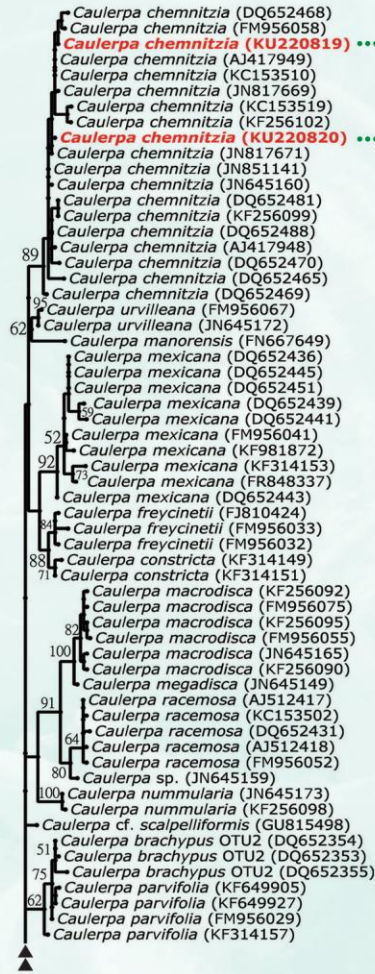 Caulerpa chemnitzia (DQ652468)
Caulerpa chemnitzia (FM956058)
Caulerpa chemnitzia (KU220819)
Caulerpa chemnitzia (AJ417949)
Caulerpa chemnitzia (KC153510)
Caulerpa chemnitzia (JN817669)
Caulerpa chemnitzia (KC153519)
Caulerpa chemnitzia (KF256102)
Caulerpa chemnitzia (KU220820)
Caulerpa chemnitzia (JN817671)
Caulerpa chemnitzia (JN851141)
Caulerpa chemnitzia (JN645160)
Caulerpa chemnitzia (DQ652481)
Caulerpa chemnitzia (KF256099)
Caulerpa chemnitzia (DQ652488)
Caulerpa chemnitzia (AJ417948)
89 Caulerpa chemnitzia (DQ652470)
Caulerpa chemnitzia (DQ652465)
Caulerpa chemnitzia (DQ652469)
95 Caulerpa urvilleana (FM956067)
62 Caulerpa urvilleana (JN645172)
Caulerpa manorensis (FN667649)
Caulerpa mexicana (DQ652436)
Caulerpa mexicana (DQ652445)
Caulerpa mexicana (DQ652451)
59 Caulerpa mexicana (DQ652439)
Caulerpa mexicana (DQ652441)
52 Caulerpa mexicana (FM956041)
Caulerpa mexicana (KF981872)
92 Caulerpa mexicana (KF314153)
73 Caulerpa mexicana (FR848337)
Caulerpa mexicana (DQ652443)
Caulerpa freycinetii (FJ810424)
84 Caulerpa freycinetii (FM956033)
Caulerpa freycinetii (FM956032)
88 Caulerpa constricta (KF314149)
71 Caulerpa constricta (KF314151)
Caulerpa macrodisca (KF256092)
Caulerpa macrodisca (FM956075)
Caulerpa macrodisca (KF256095)
82 Caulerpa macrodisca (FM956055)
100 Caulerpa macrodisca (JN645165)
Caulerpa macrodisca (KF256090)
Caulerpa megadisca (JN645149)
91 Caulerpa racemosa (AJ512417)
Caulerpa racemosa (KC153502)
Caulerpa racemosa (DQ652431)
64 Caulerpa racemosa (AJ512418)
Caulerpa racemosa (FM956052)
80 Caulerpa sp. (JN645159)
100 Caulerpa nummularia (JN645173)
Caulerpa nummularia (KF256098)
Caulerpa cf. scalpelliformis (GU815498)
Caulerpa brachypus OTU2 (DQ652354)
51 Caulerpa brachypus OTU2 (DQ652353)
75 Caulerpa brachypus OTU2 (DQ652355)
Caulerpa parvifolia (KF649905)
62 Caulerpa parvifolia (KF649927)
Caulerpa parvifolia (FM956029)
Caulerpa parvifolia (KF314157)